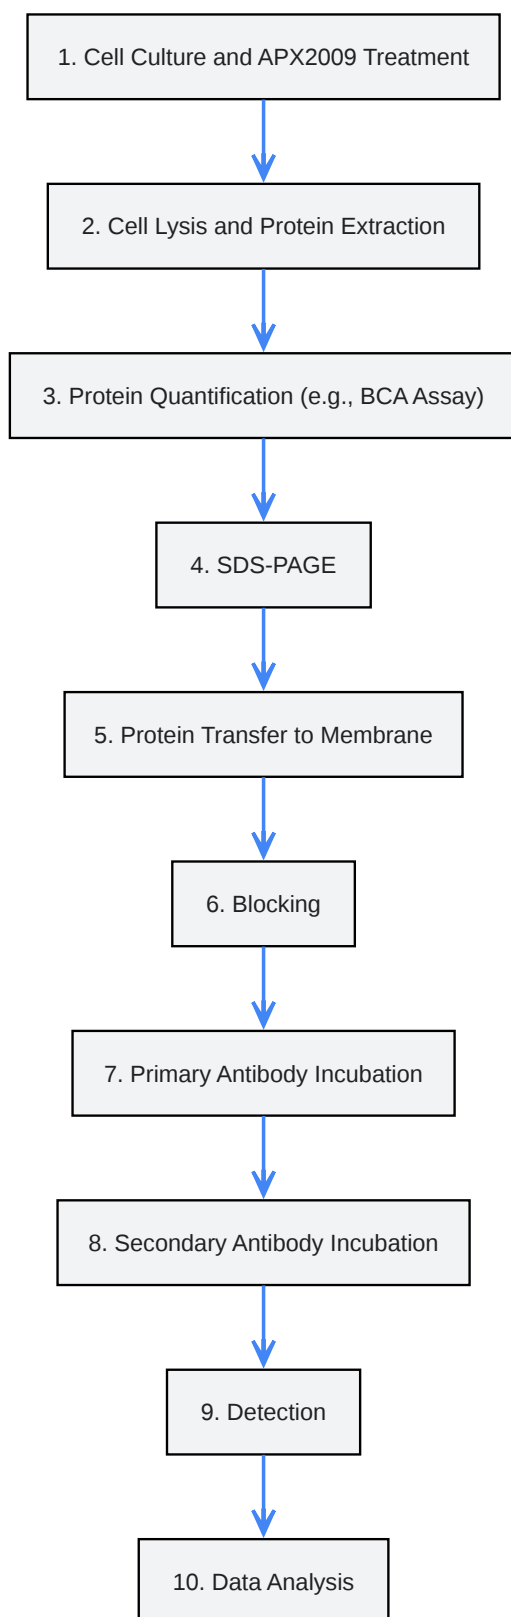 1. Cell Culture and APX2009 Treatment
2. Cell Lysis and Protein Extraction
3. Protein Quantification (e.g., BCA Assay)
4. SDS-PAGE
5. Protein Transfer to Membrane
6. Blocking
7. Primary Antibody Incubation
8. Secondary Antibody Incubation
9. Detection
10. Data Analysis